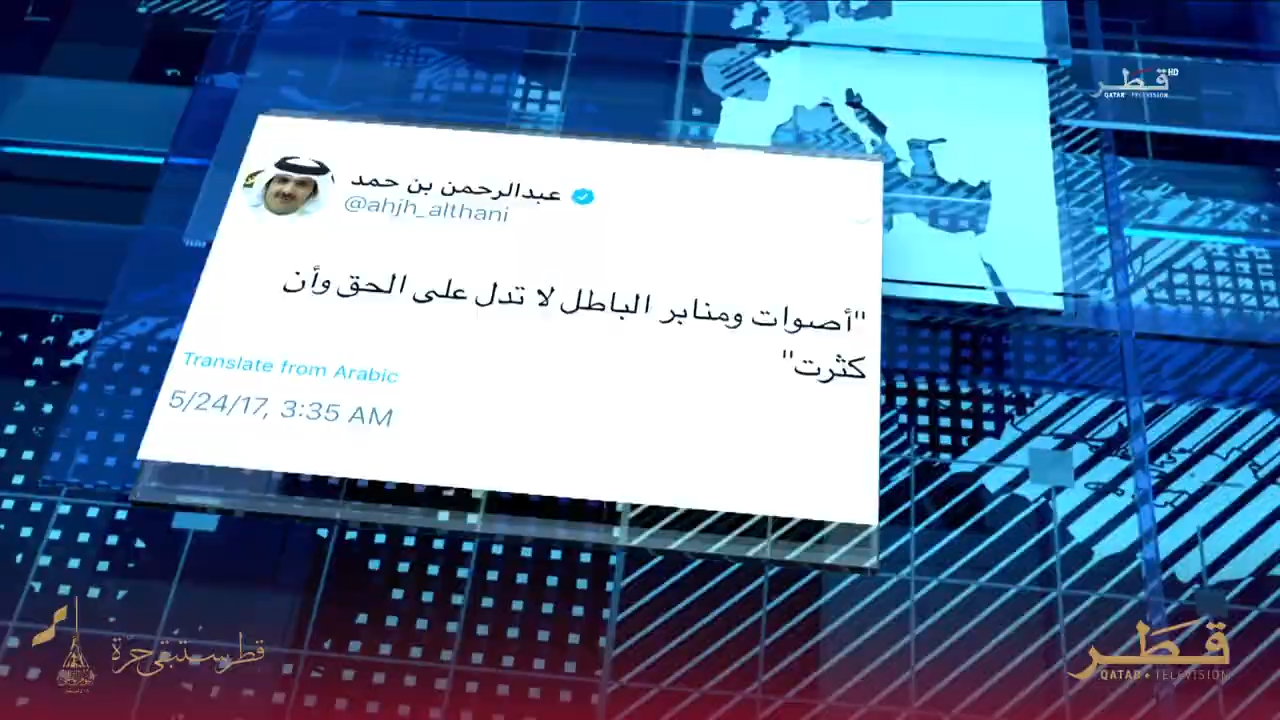 قطر HD
QATAR TELEVISION
عبدالرحمن بن حمد
@ahjh_althani
"أصوات ومنابر الباطل لا تدل على الحق وأن
كثرت"
Translate from Arabic
5/24/17, 3:35 AM
قطر ستبقى حرة
قطر
QATAR TELEVISION